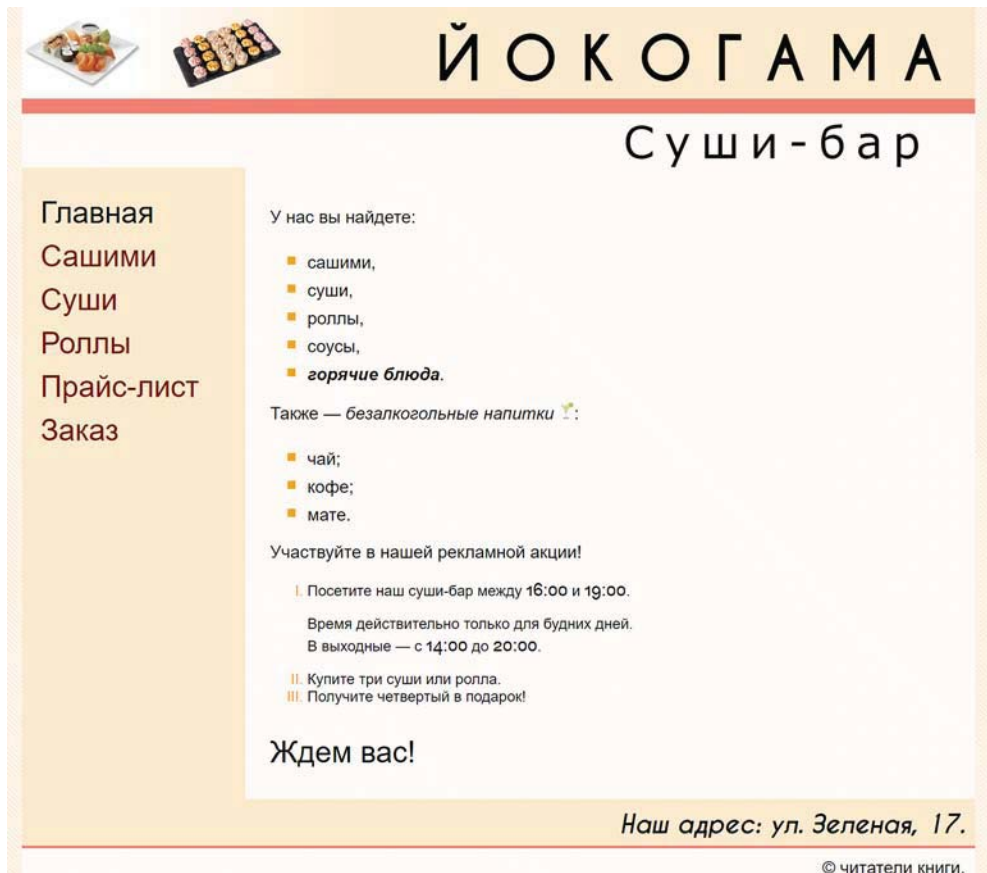 ЙОКОГАМА
Суши-бар
Главная
Сашими
Суши
Роллы
Прайс-лист
Заказ
У нас вы найдете:
сашими,
суши,
роллы,
соусы,
горячие блюда.
Также — безалкогольные напитки :
чай;
кофе;
мате.
Участвуйте в нашей рекламной акции!
I. Посетите наш суши-бар между 16:00 и 19:00.
Время действительно только для будних дней.
В выходные — с 14:00 до 20:00.
II. Купите три суши или ролла.
III. Получите четвертый в подарок!
Ждем вас!
Наш адрес: ул. Зеленая, 17.
© читатели книги.